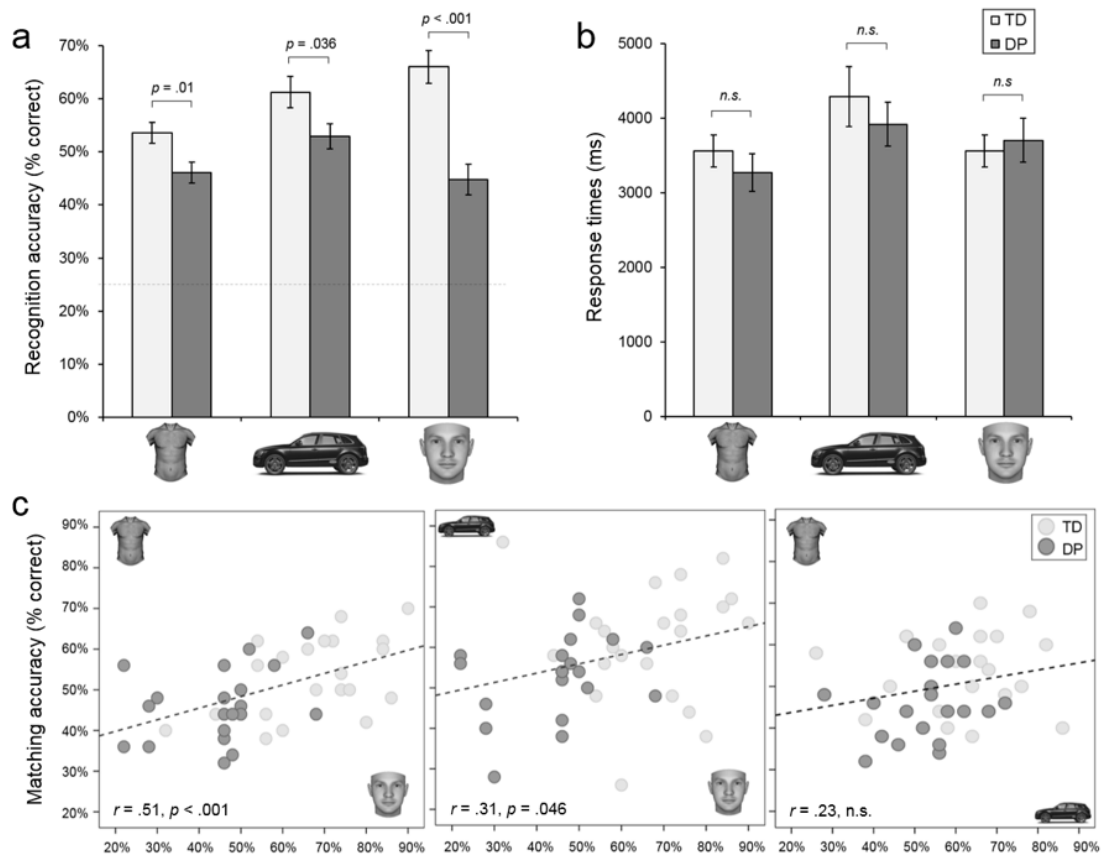 a
Recognition accuracy (% correct)
70%
60%
50%
40%
30%
20%
10%
0%
p = .01
p = .036
p < .001
b
Response times (ms)
5000
4000
3000
2000
1000
0
n.s.
n.s.
n.s
TD
DP
c
Matching accuracy (% correct)
90%
80%
70%
60%
50%
40%
30%
20%
r = .51, p < .001
20% 30% 40% 50% 60% 70% 80% 90%
r = .31, p = .046
20% 30% 40% 50% 60% 70% 80% 90%
TD
DP
r = .23, n.s.
20% 30% 40% 50% 60% 70% 80% 90%